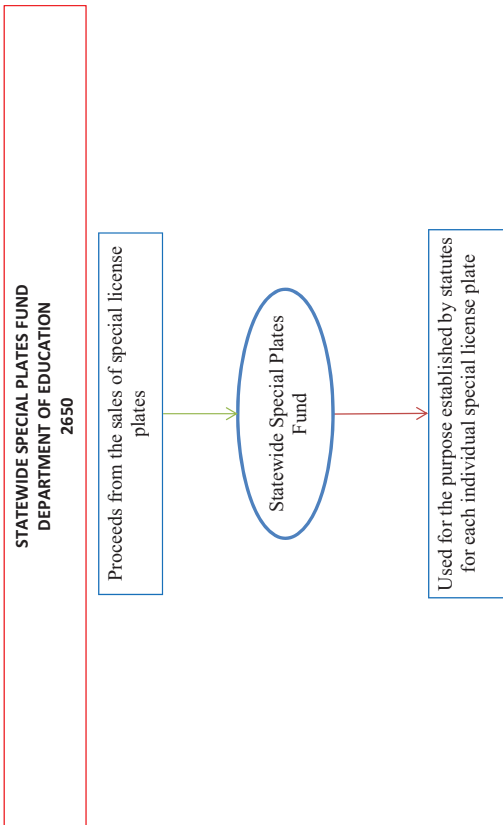 STATEWIDE SPECIAL PLATES FUND
DEPARTMENT OF EDUCATION
2650
Proceeds from the sales of special license
plates
Statewide Special Plates
Fund
Used for the purpose established by statutes
for each individual special license plate